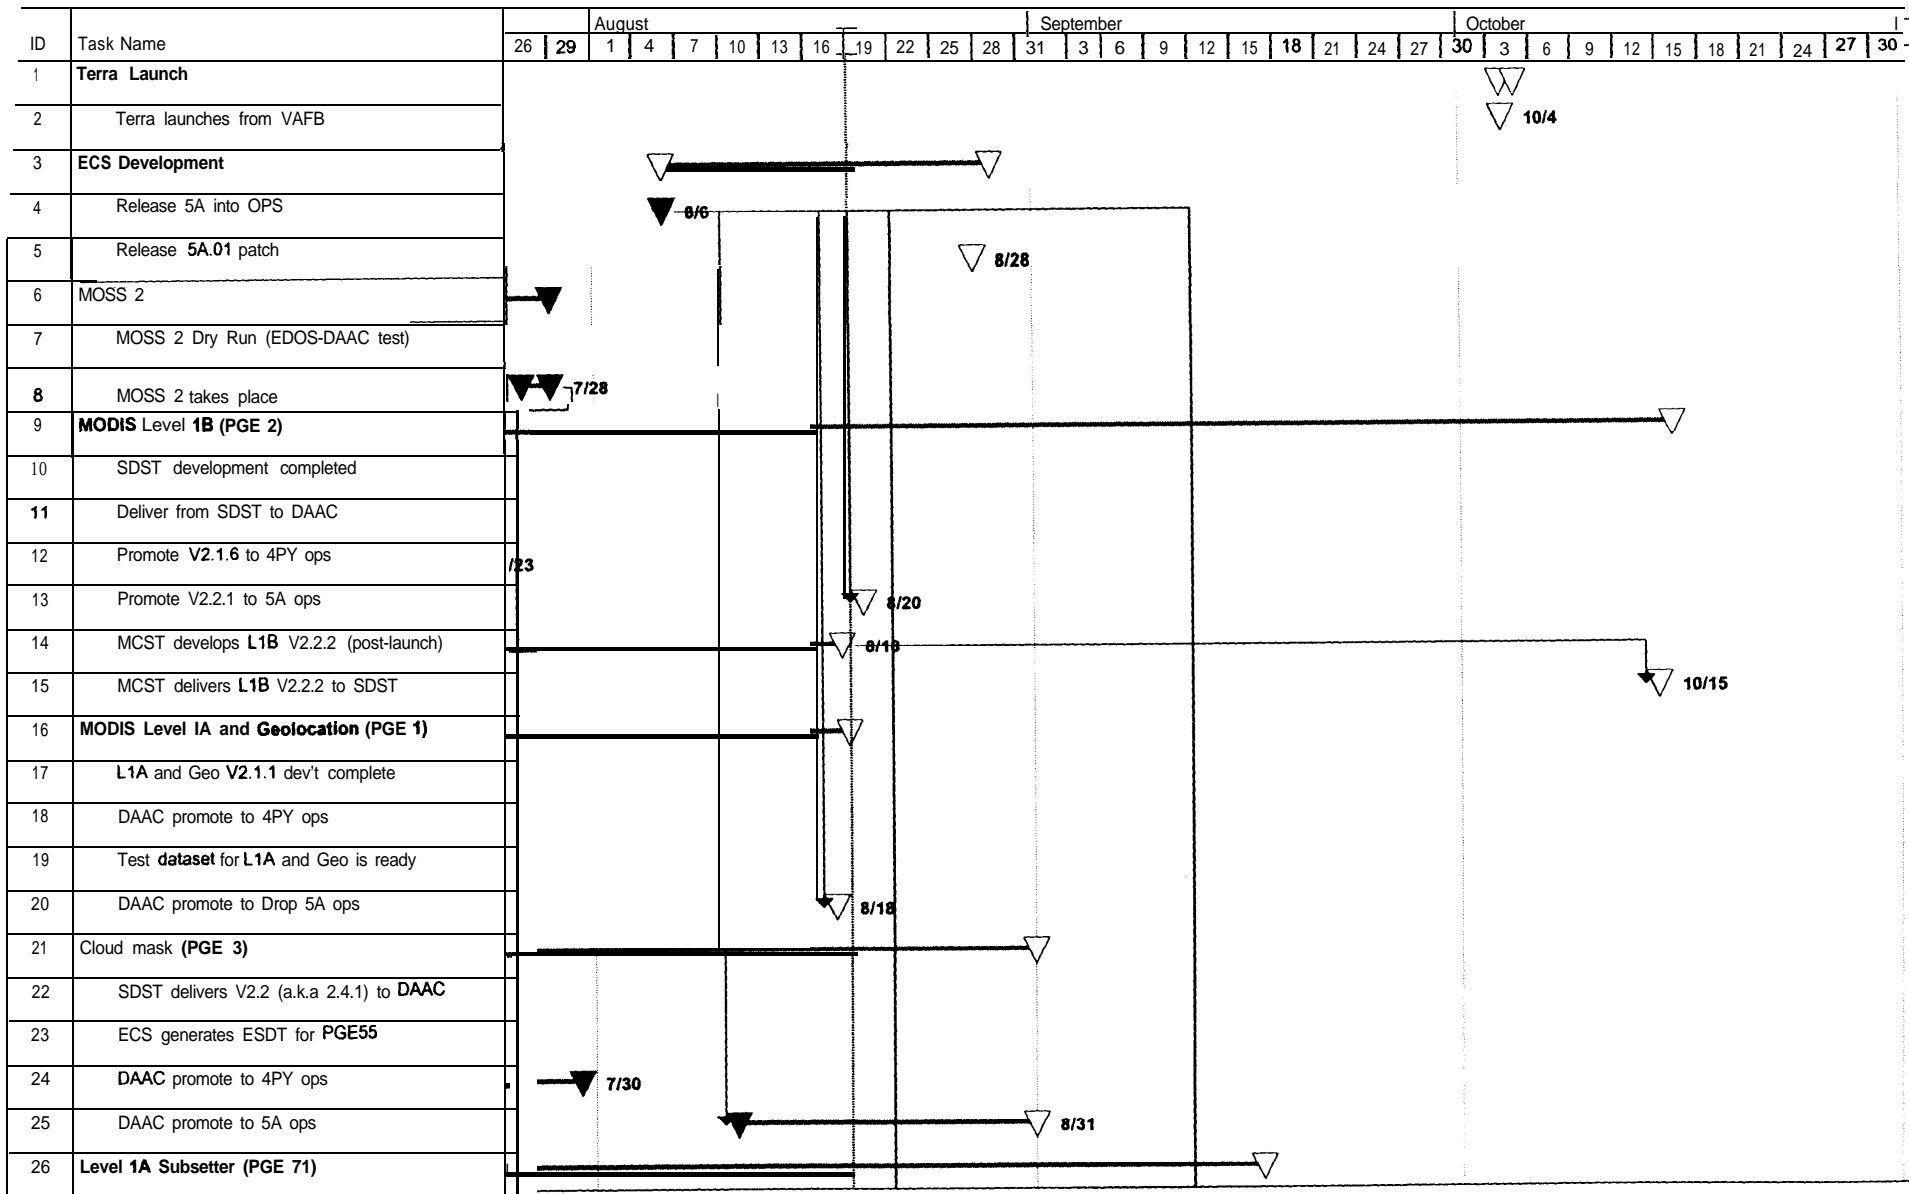 August September October
ID Task Name 26 29 1 4 7 10 13 16 19 22 25 28 31 3 6 9 12 15 18 21 24 27 30 3 6 9 12 15 18 21 24 27 30
1 Terra Launch
2 Terra launches from VAFB 10/4
3 ECS Development
4 Release 5A into OPS 8/6
5 Release 5A.01 patch 8/28
6 MOSS 2
7 MOSS 2 Dry Run (EDOS-DAAC test)
8 MOSS 2 takes place 7/28
9 MODIS Level 1B (PGE 2)
10 SDST development completed
11 Deliver from SDST to DAAC
12 Promote V2.1.6 to 4PY ops /23
13 Promote V2.2.1 to 5A ops 8/20
14 MCST develops L1B V2.2.2 (post-launch)
15 MCST delivers L1B V2.2.2 to SDST 10/15
16 MODIS Level IA and Geolocation (PGE 1)
17 L1A and Geo V2.1.1 dev't complete
18 DAAC promote to 4PY ops
19 Test dataset for L1A and Geo is ready
20 DAAC promote to Drop 5A ops 8/18
21 Cloud mask (PGE 3)
22 SDST delivers V2.2 (a.k.a 2.4.1) to DAAC
23 ECS generates ESDT for PGE55
24 DAAC promote to 4PY ops 7/30
25 DAAC promote to 5A ops 8/31
26 Level 1A Subsetter (PGE 71)